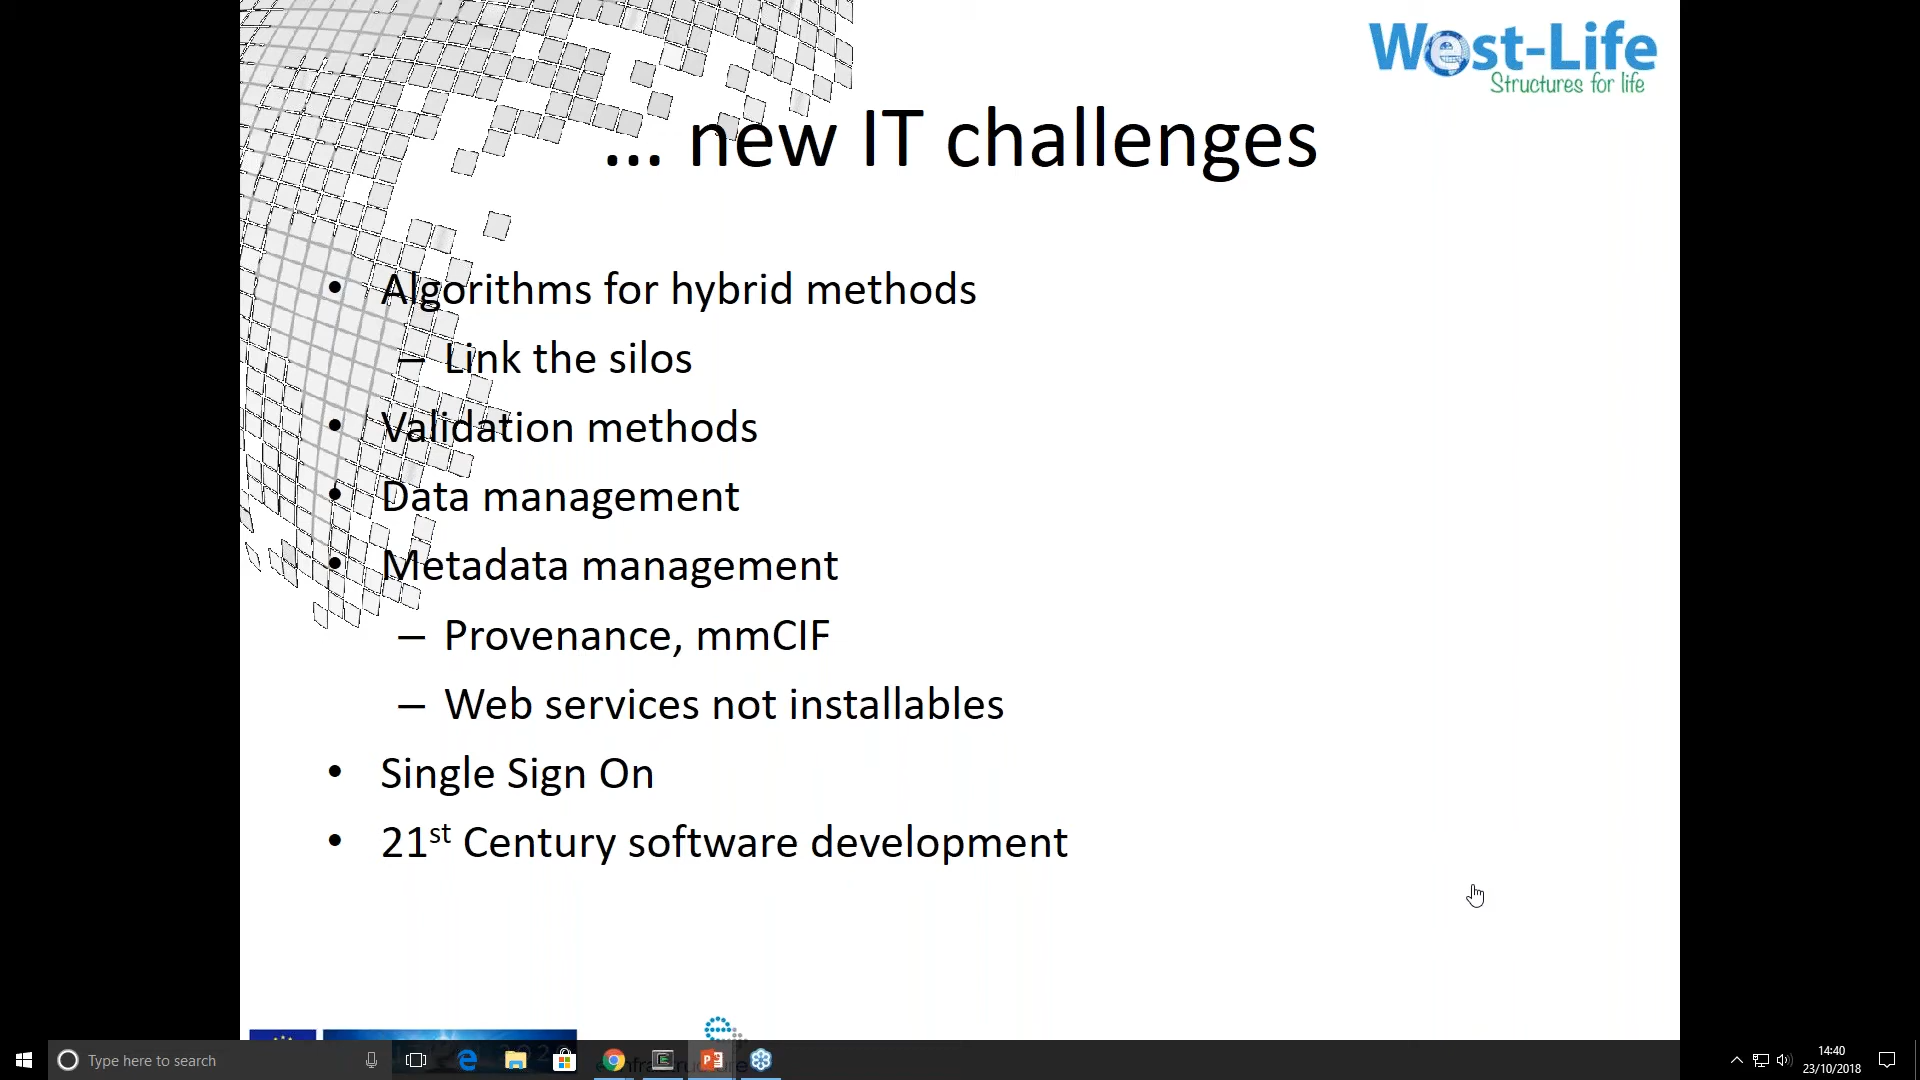 West-Life
Structures for life
... new IT challenges
• Algorithms for hybrid methods
– Link the silos
• Validation methods
• Data management
• Metadata management
– Provenance, mmCIF
– Web services not installables
• Single Sign On
• 21st Century software development
Type here to search
14:40
23/10/2018